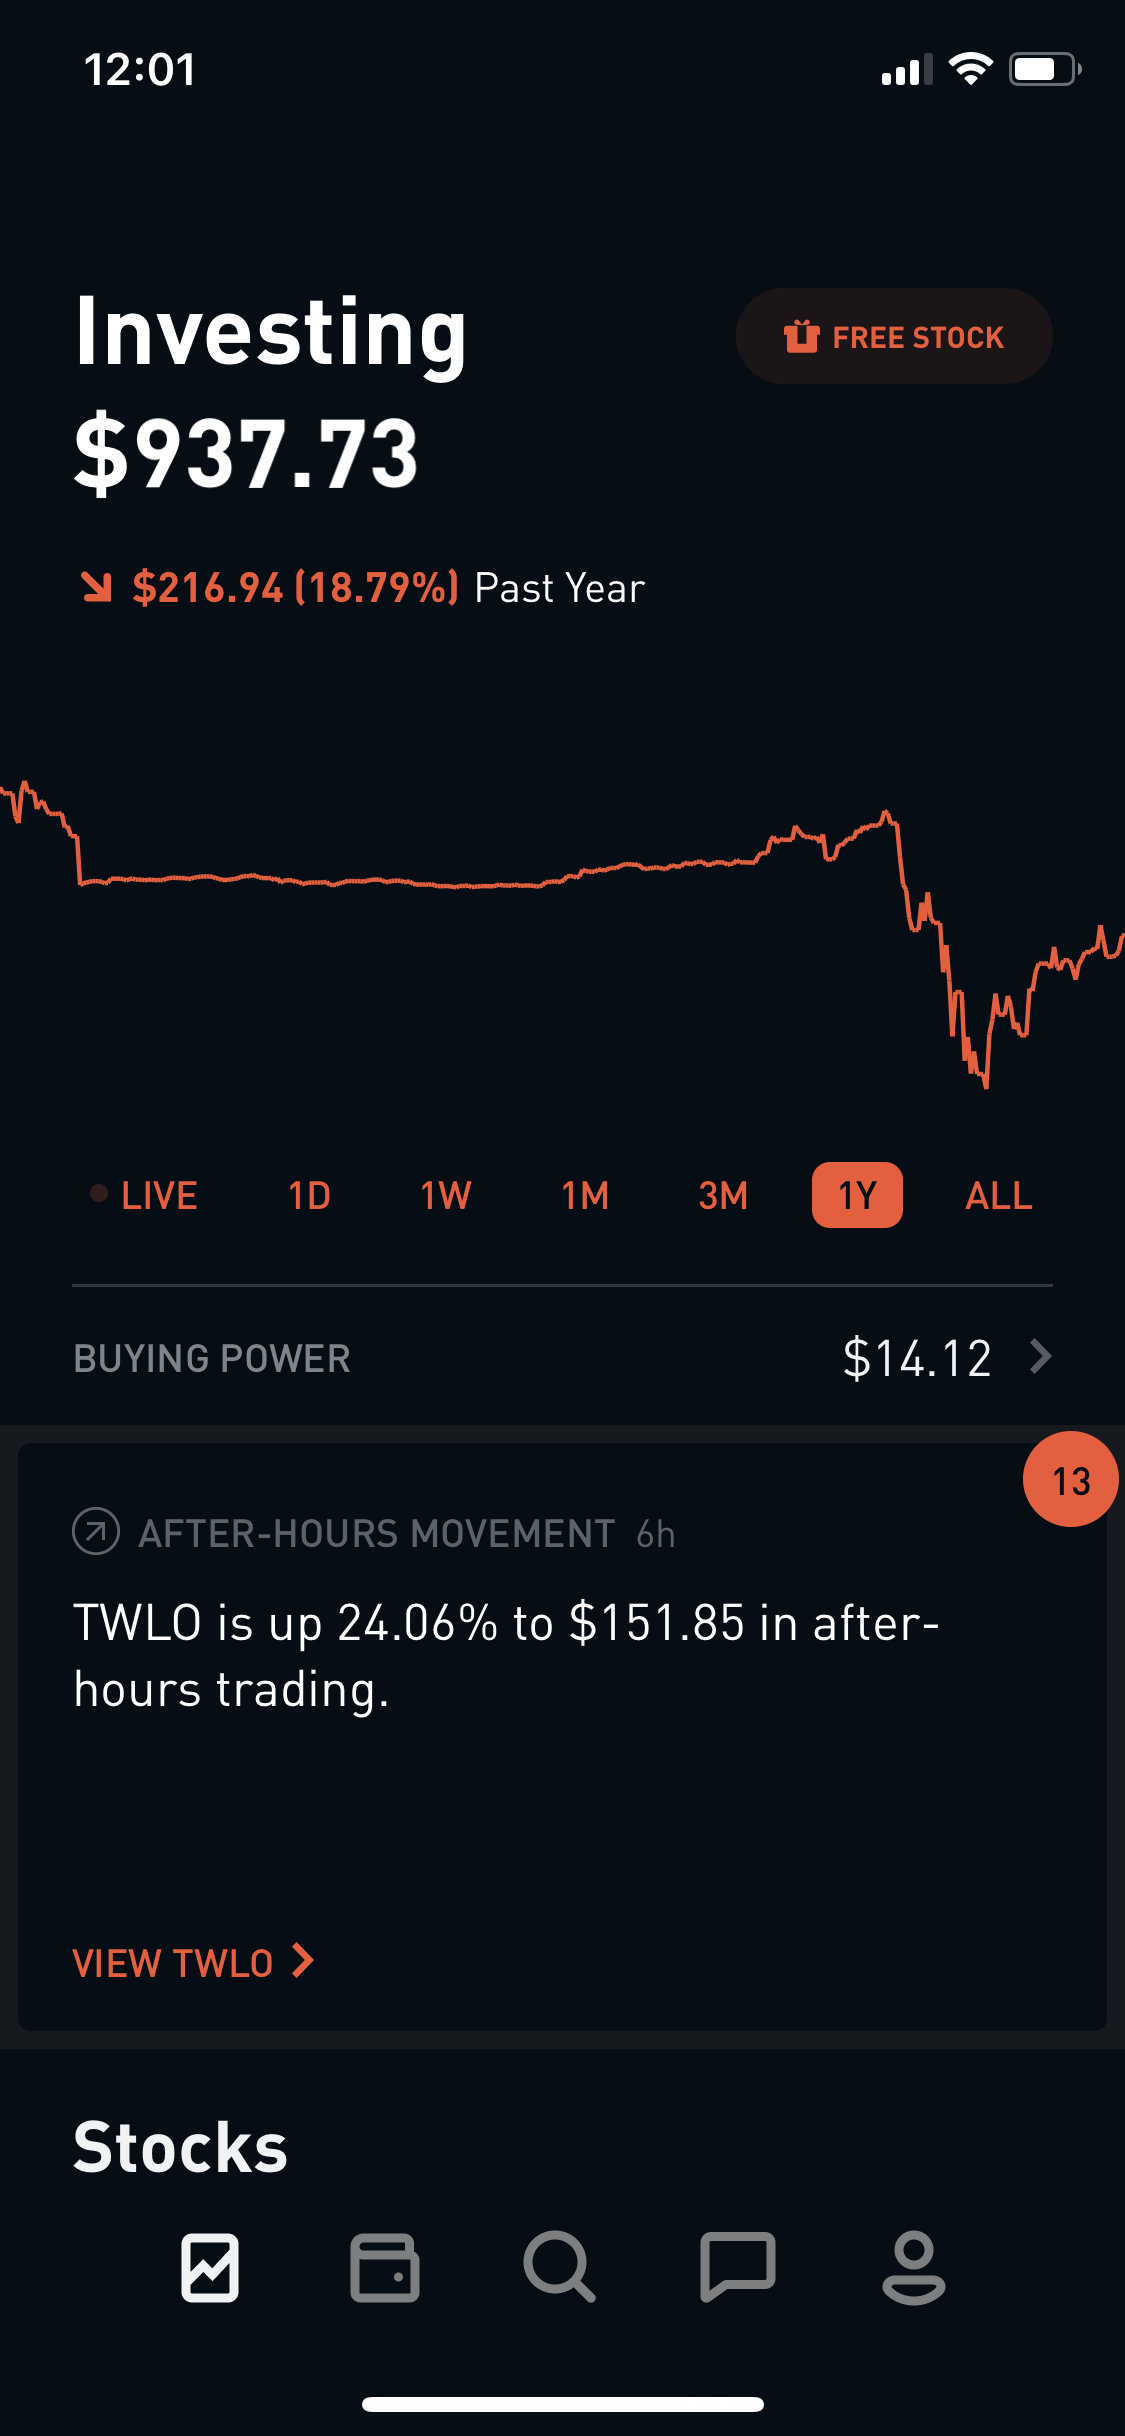 12:01
Investing
FREE STOCK
$937.73
$216.94 (18.79%) Past Year
LIVE 1D 1W 1M 3M 1Y ALL
BUYING POWER $14.12
13
AFTER-HOURS MOVEMENT 6h
TWLO is up 24.06% to $151.85 in after-
hours trading.
VIEW TWLO
Stocks